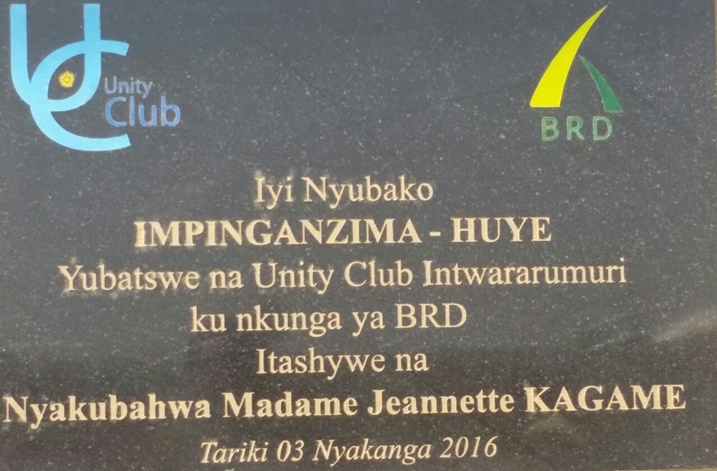 UC Unity
Club
BRD
Iyi Nyubako
IMPINGANZIMA - HUYE
Yubatswe na Unity Club Intwararumuri
ku nkunga ya BRD
Itashywe na
Nyakubahwa Madame Jeannette KAGAME
Tariki 03 Nyakanga 2016